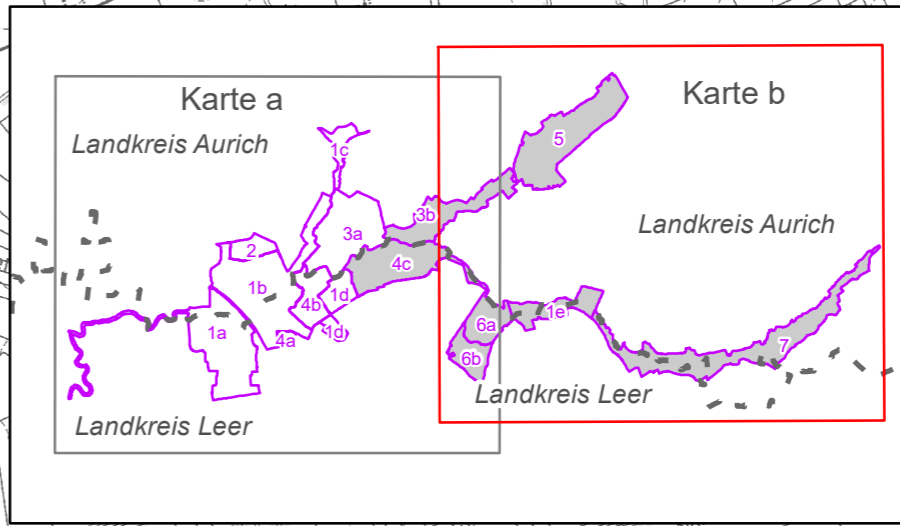 Karte a
Karte b
Landkreis Aurich
1c
5
3b
Landkreis Aurich
3a
2
4c
1b
1d
4b
1e
6a
1a
4a
1d
7
6b
Landkreis Leer
Landkreis Leer